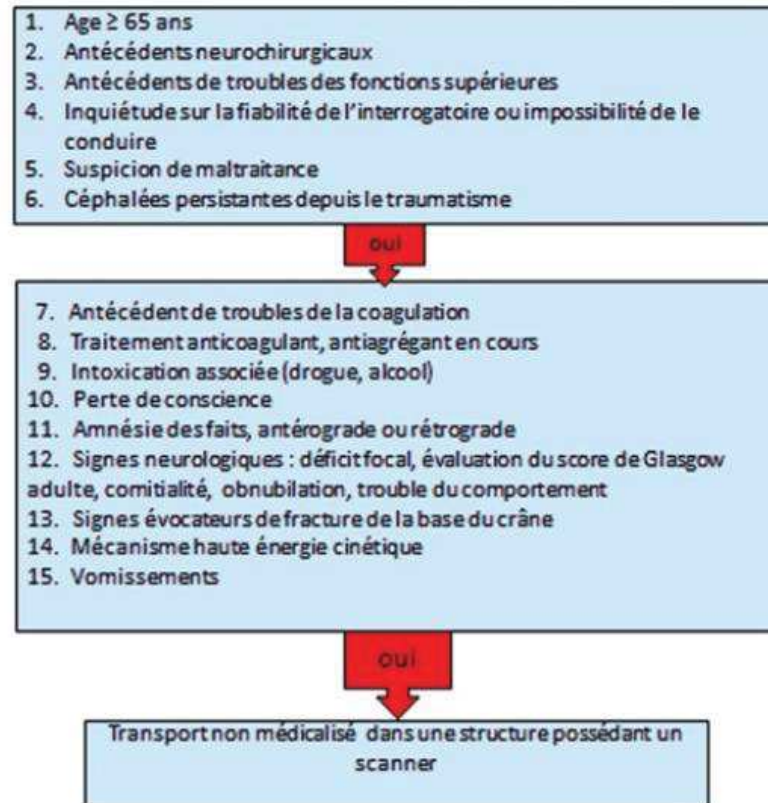 1. Age ≥ 65 ans
2. Antécédents neurochirurgicaux
3. Antécédents de troubles des fonctions supérieures
4. Inquiétude sur la fiabilité de l'interrogatoire ou impossibilité de le
conduire
5. Suspicion de maltraitance
6. Céphalées persistantes depuis le traumatisme
oui
7. Antécédent de troubles de la coagulation
8. Traitement anticoagulant, antiagrégant en cours
9. Intoxication associée (drogue, alcool)
10. Perte de conscience
11. Amnésie des faits, antérograde ou rétrograde
12. Signes neurologiques : déficit focal, évaluation du score de Glasgow
adulte, comitialité, obnubilation, trouble du comportement
13. Signes évocateurs de fracture de la base du crâne
14. Mécanisme haute énergie cinétique
15. Vomissements
oui
Transport non médicalisé dans une structure possédant un
scanner